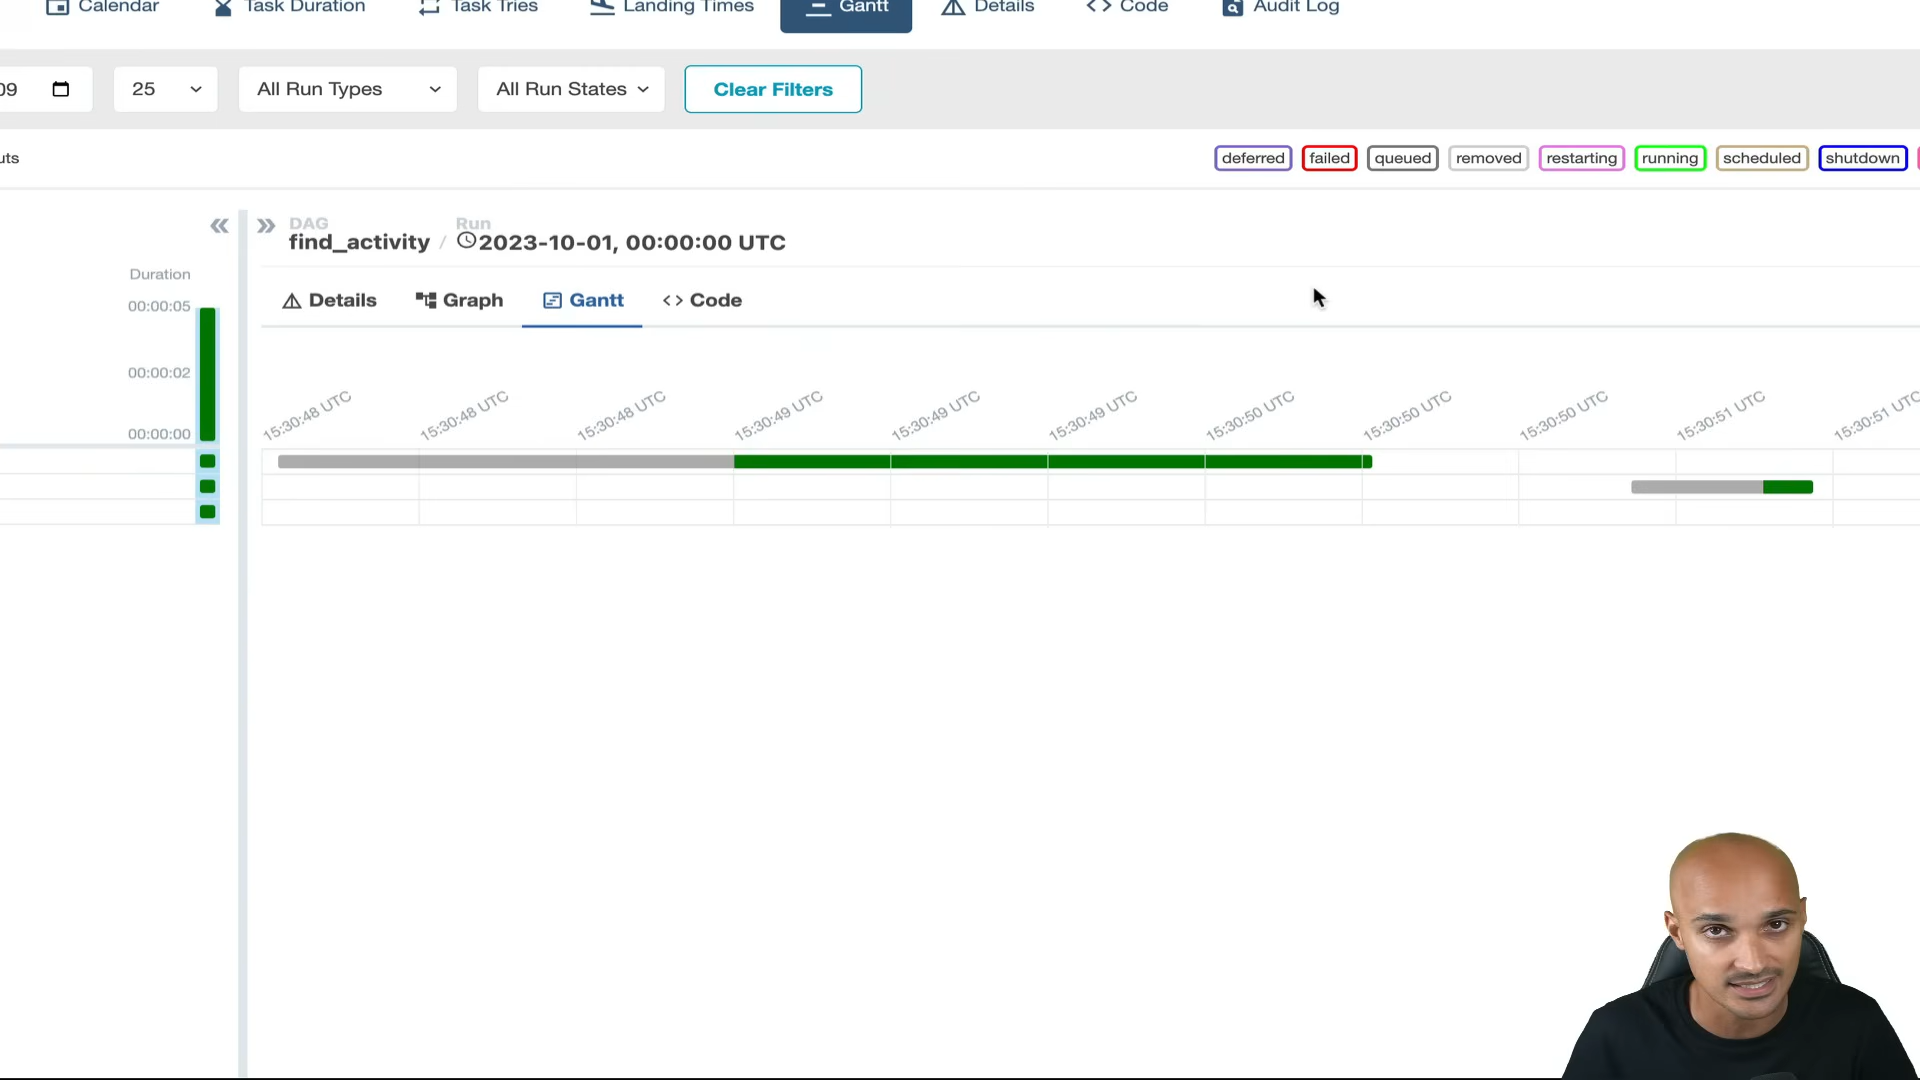 Calendar Task Duration Task Tries Landing Times Gantt Details Code Audit Log
09 25 All Run Types All Run States Clear Filters
uts deferred failed queued removed restarting running scheduled shutdown
DAG Run
find_activity / 2023-10-01, 00:00:00 UTC
Duration
00:00:05
00:00:02
00:00:00
Details Graph Gantt Code
15:30:48 UTC 15:30:48 UTC 15:30:48 UTC 15:30:49 UTC 15:30:49 UTC 15:30:49 UTC 15:30:50 UTC 15:30:50 UTC 15:30:50 UTC 15:30:51 UTC 15:30:51 UTC